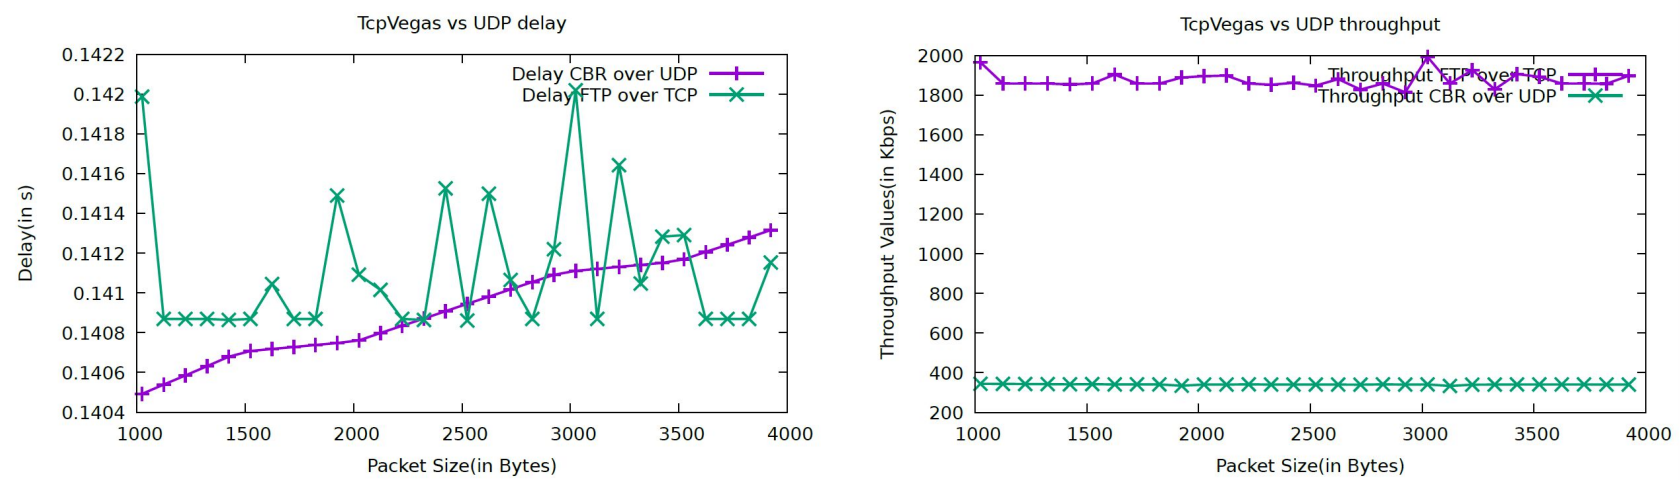 TcpVegas vs UDP delay
0.1422
0.142
0.1418
0.1416
0.1414
0.1412
0.141
0.1408
0.1406
0.1404
Delay(in s)
Delay CBR over UDP
Delay FTP over TCP
1000 1500 2000 2500 3000 3500 4000
Packet Size(in Bytes)
TcpVegas vs UDP throughput
2000
1800
1600
1400
1200
1000
800
600
400
200
Throughput Values(in Kbps)
Throughput FTP over TCP
Throughput CBR over UDP
1000 1500 2000 2500 3000 3500 4000
Packet Size(in Bytes)